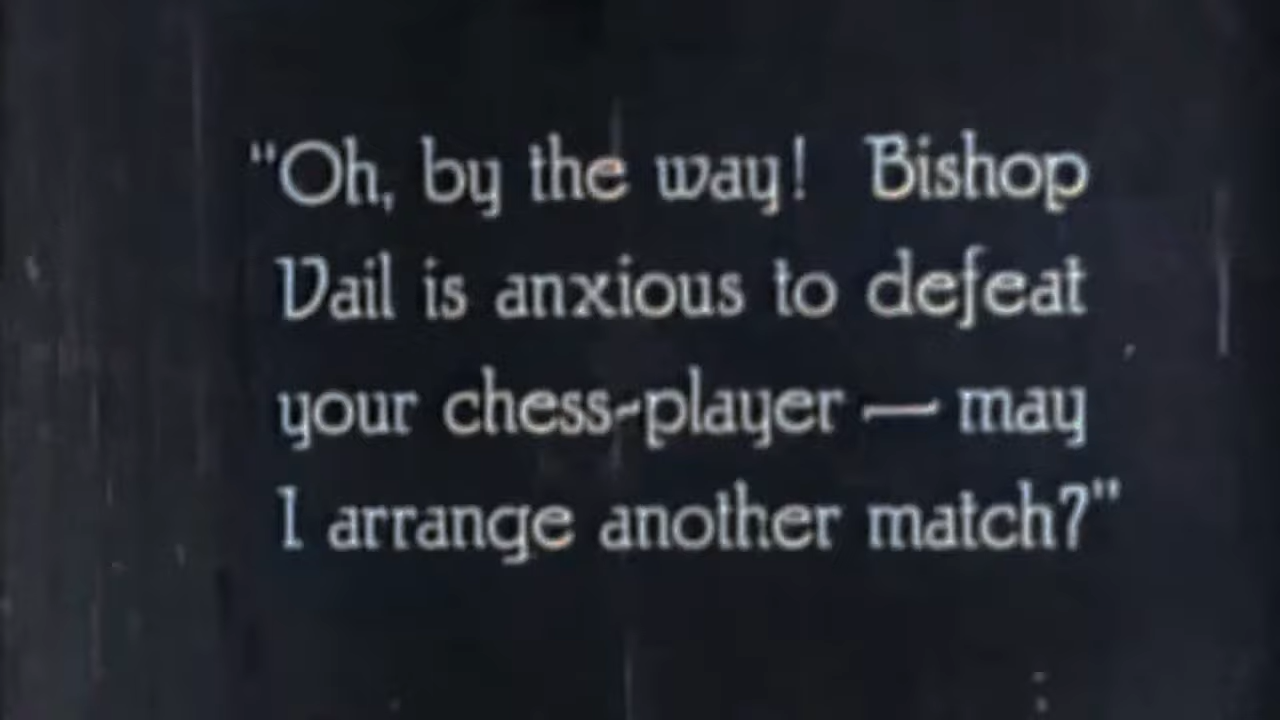 "Oh, by the way! Bishop
Vail is anxious to defeat
your chess-player — may
I arrange another match?"